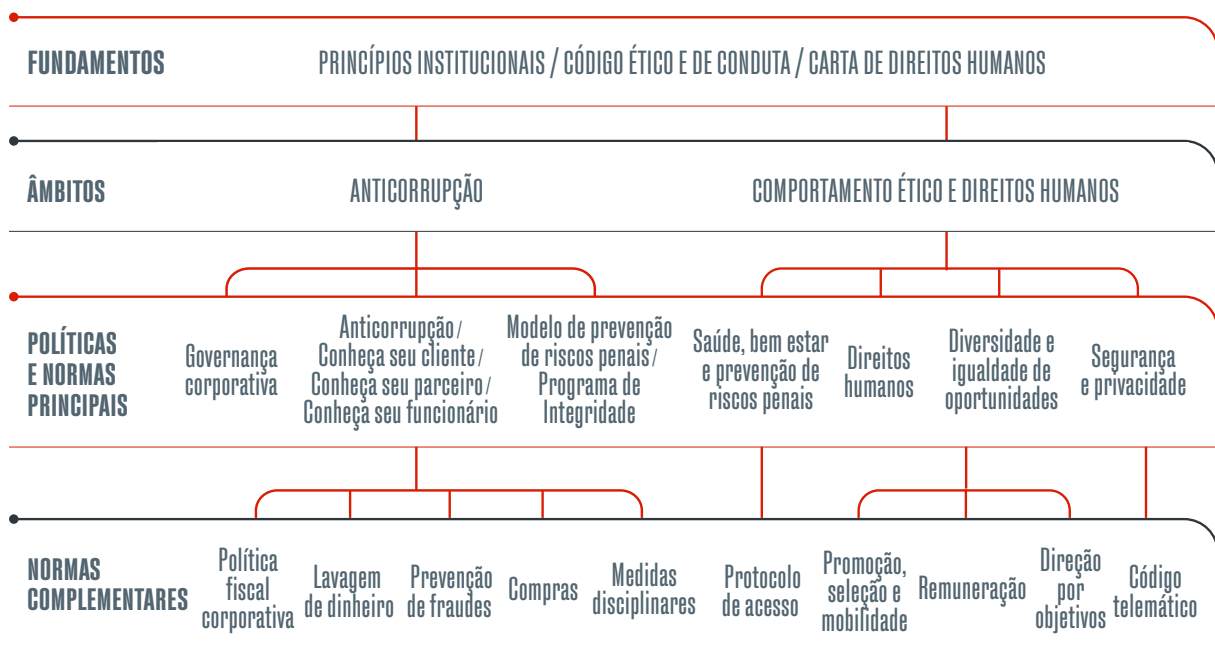 FUNDAMENTOS
PRINCÍPIOS INSTITUCIONAIS / CÓDIGO ÉTICO E DE CONDUTA / CARTA DE DIREITOS HUMANOS
ÂMBITOS
ANTICORRUPÇÃO
COMPORTAMENTO ÉTICO E DIREITOS HUMANOS
POLÍTICAS
E NORMAS
PRINCIPAIS
Governança
corporativa
Anticorrupção /
Conheça seu cliente /
Conheça seu parceiro /
Conheça seu funcionário
Modelo de prevenção
de riscos penais /
Programa de
Integridade
Saúde, bem estar
e prevenção de
riscos penais
Direitos
humanos
Diversidade e
igualdade de
oportunidades
Segurança
e privacidade
NORMAS
COMPLEMENTARES
Política
fiscal
corporativa
Lavagem
de dinheiro
Prevenção
de fraudes
Compras
Medidas
disciplinares
Protocolo
de acesso
Promoção,
seleção e
mobilidade
Remuneração
Direção
por
objetivos
Código
telemático